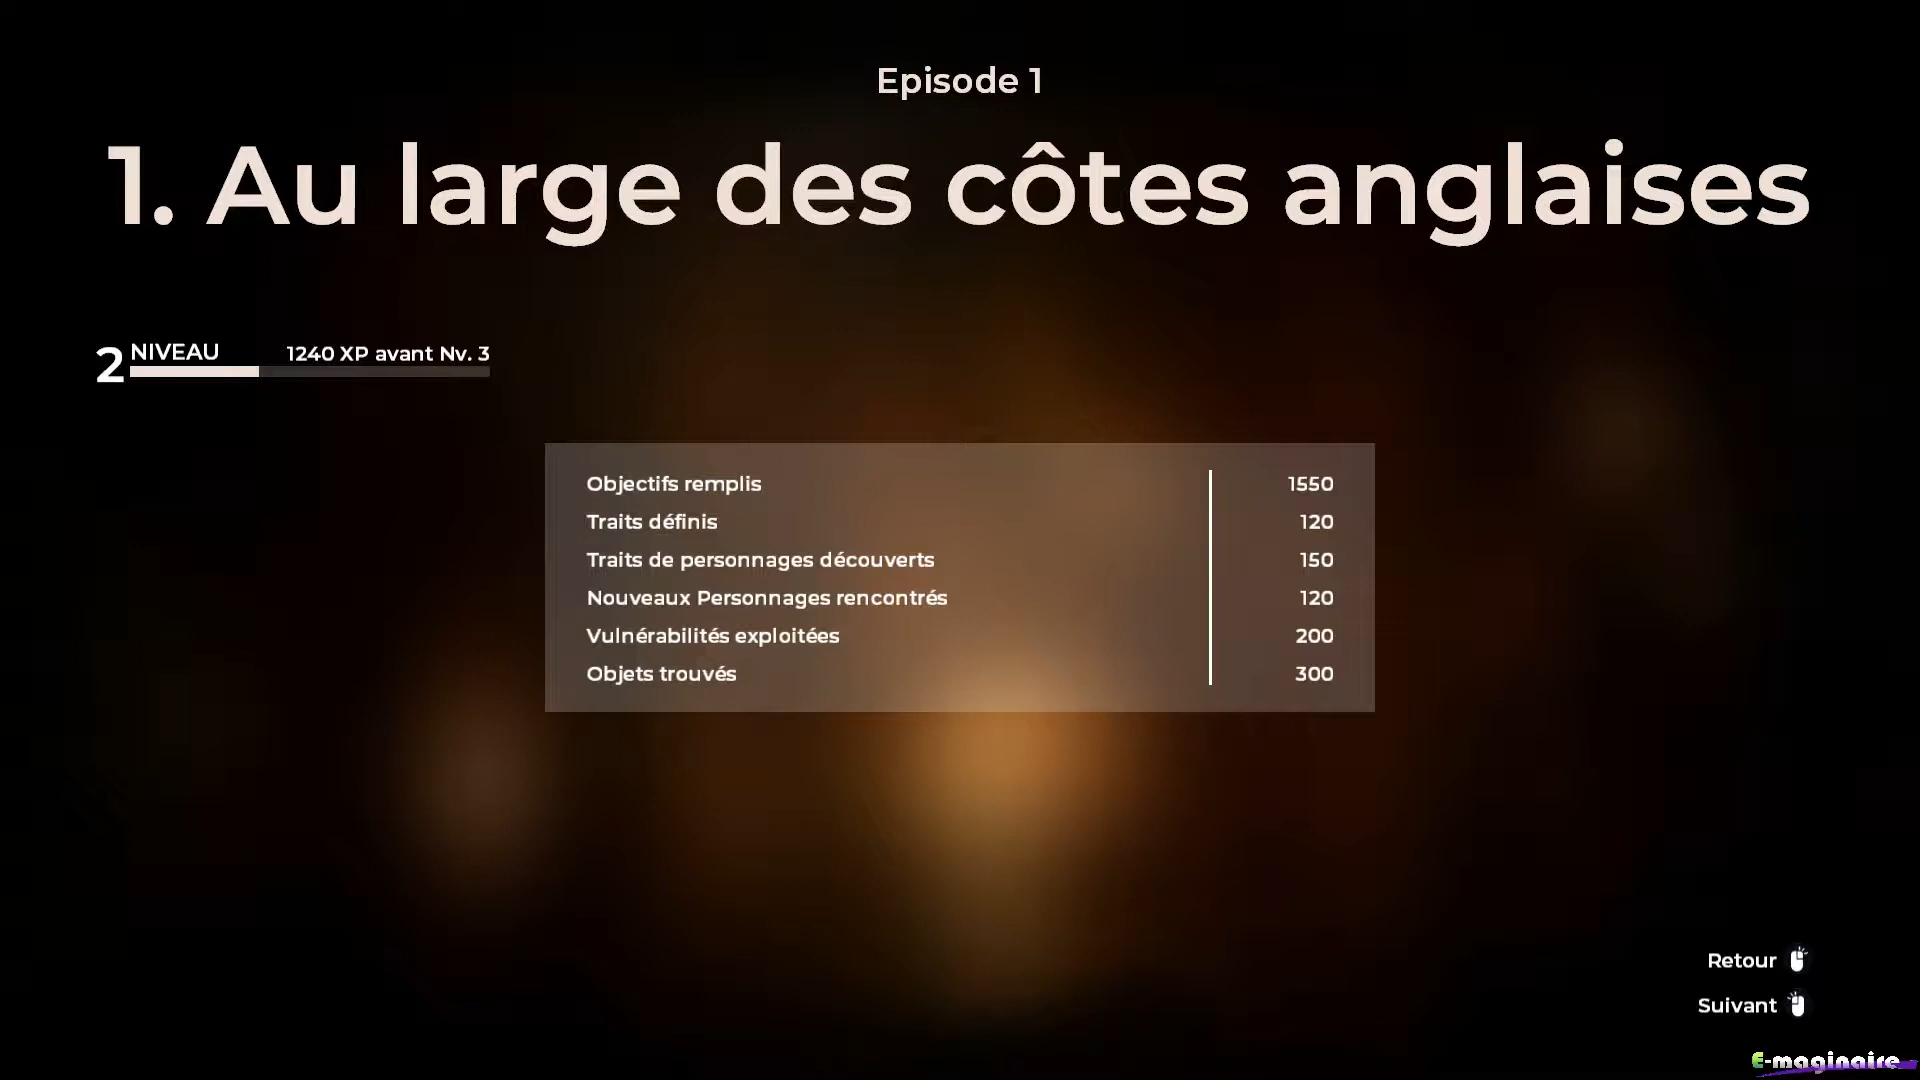 Episode 1
1. Au large des côtes anglaises
2 NIVEAU 1240 XP avant Nv. 3
Objectifs remplis 1550
Traits définis 120
Traits de personnages découverts 150
Nouveaux Personnages rencontrés 120
Vulnérabilités exploitées 200
Objets trouvés 300
Retour
Suivant
E-maginaire